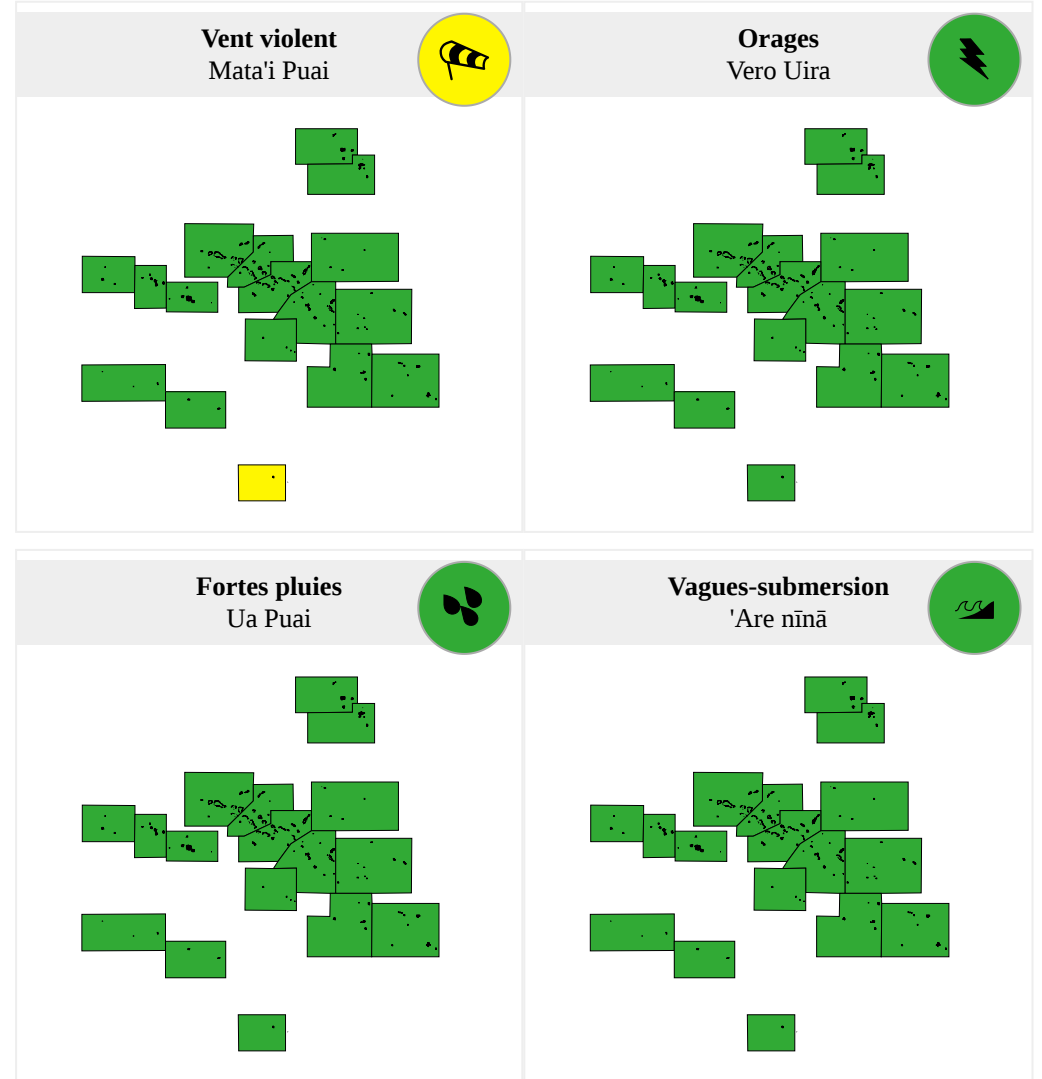 Vent violent
Mata'i Puai
Orages
Vero Uira
Fortes pluies
Ua Puai
Vagues-submersion
'Are nīnā